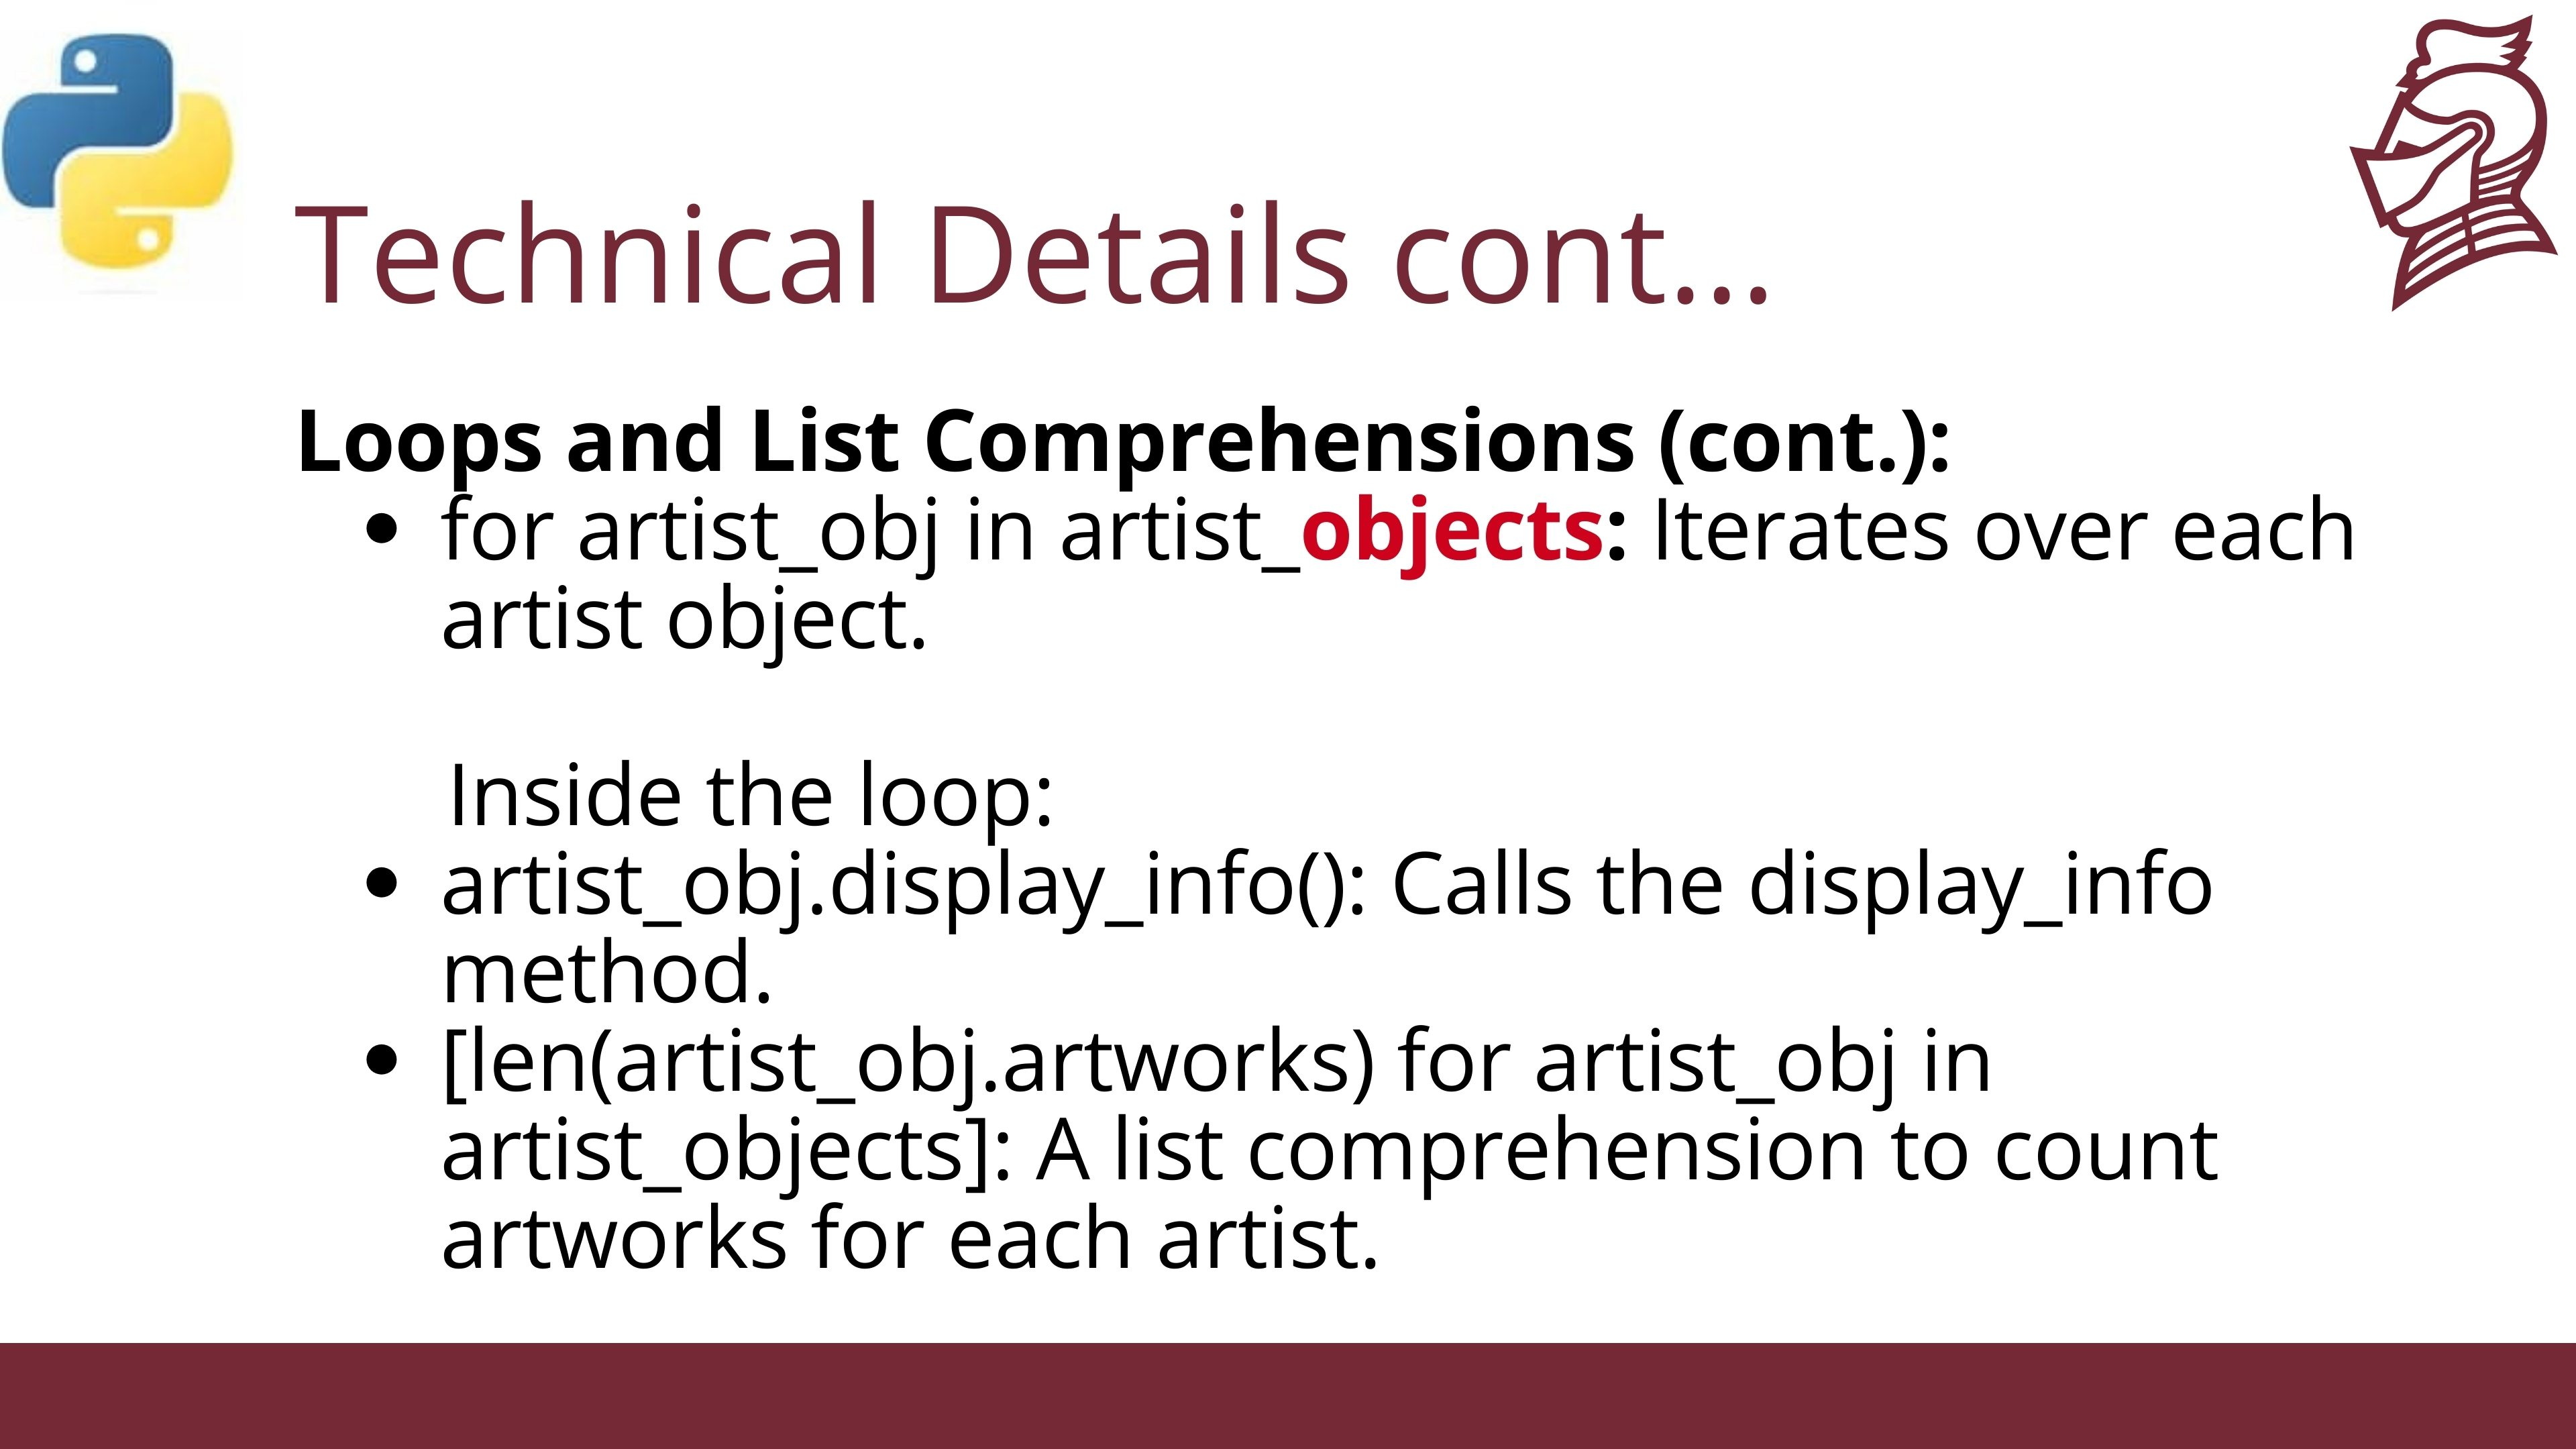 Technical Details cont...
Loops and List Comprehensions (cont.):
• for artist_obj in artist_objects: Iterates over each
artist object.
Inside the loop:
• artist_obj.display_info(): Calls the display_info
method.
• [len(artist_obj.artworks) for artist_obj in
artist_objects]: A list comprehension to count
artworks for each artist.